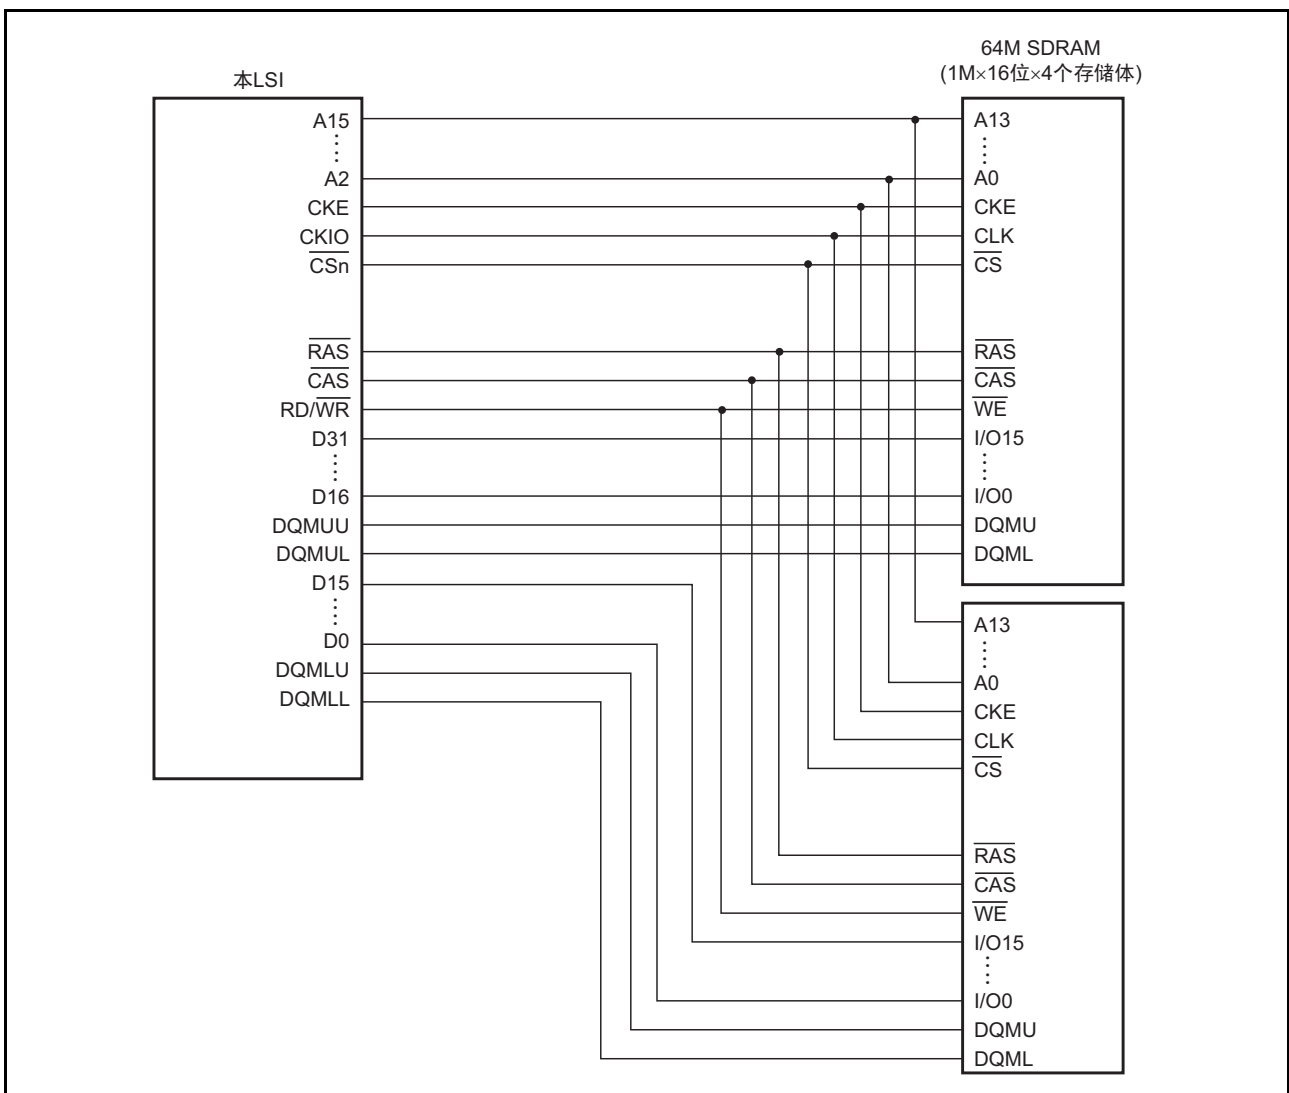 本LSI
A15
A2
CKE
CKIO
CSn
RAS
CAS
RD/WR
D31
D16
DQMUU
DQMUL
D15
D0
DQMLU
DQMLL
64M SDRAM
(1M×16位×4个存储体)
A13
A0
CKE
CLK
CS
RAS
CAS
WE
I/O15
I/O0
DQMU
DQML
A13
A0
CKE
CLK
CS
RAS
CAS
WE
I/O15
I/O0
DQMU
DQML